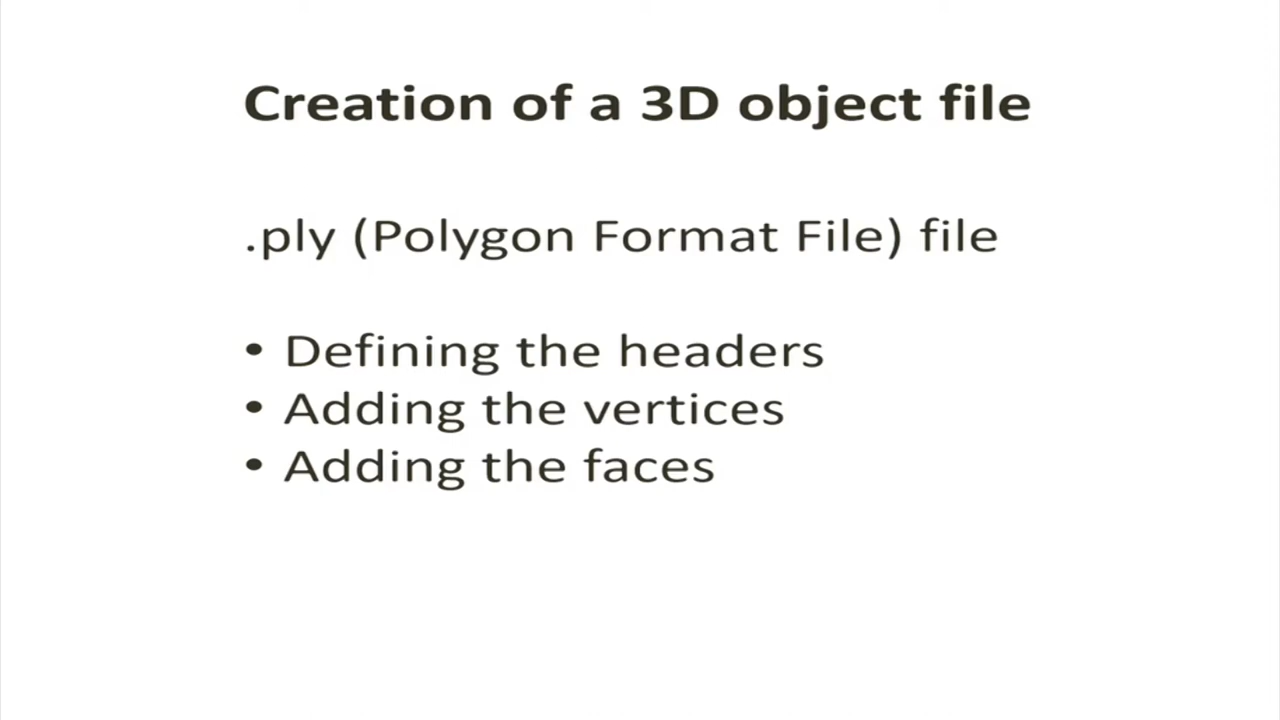 Creation of a 3D object file
.ply (Polygon Format File) file
• Defining the headers
• Adding the vertices
• Adding the faces